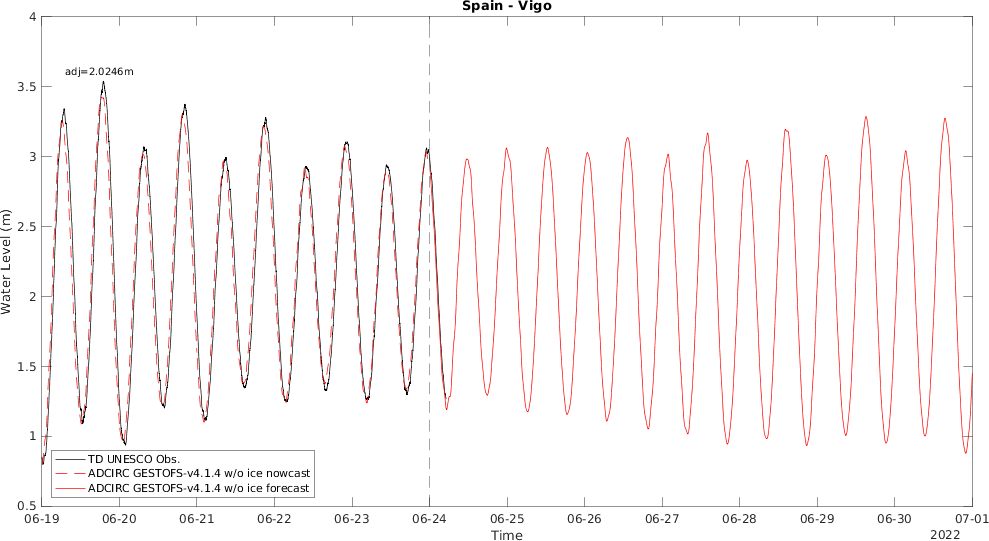 Spain - Vigo
adj=2.0246m
Water Level (m)
4
3.5
3
2.5
2
1.5
1
0.5
TD UNESCO Obs.
ADCIRC GESTOFS-v4.1.4 w/o ice nowcast
ADCIRC GESTOFS-v4.1.4 w/o ice forecast
06-19 06-20 06-21 06-22 06-23 06-24 06-25 06-26 06-27 06-28 06-29 06-30 07-01
Time
2022